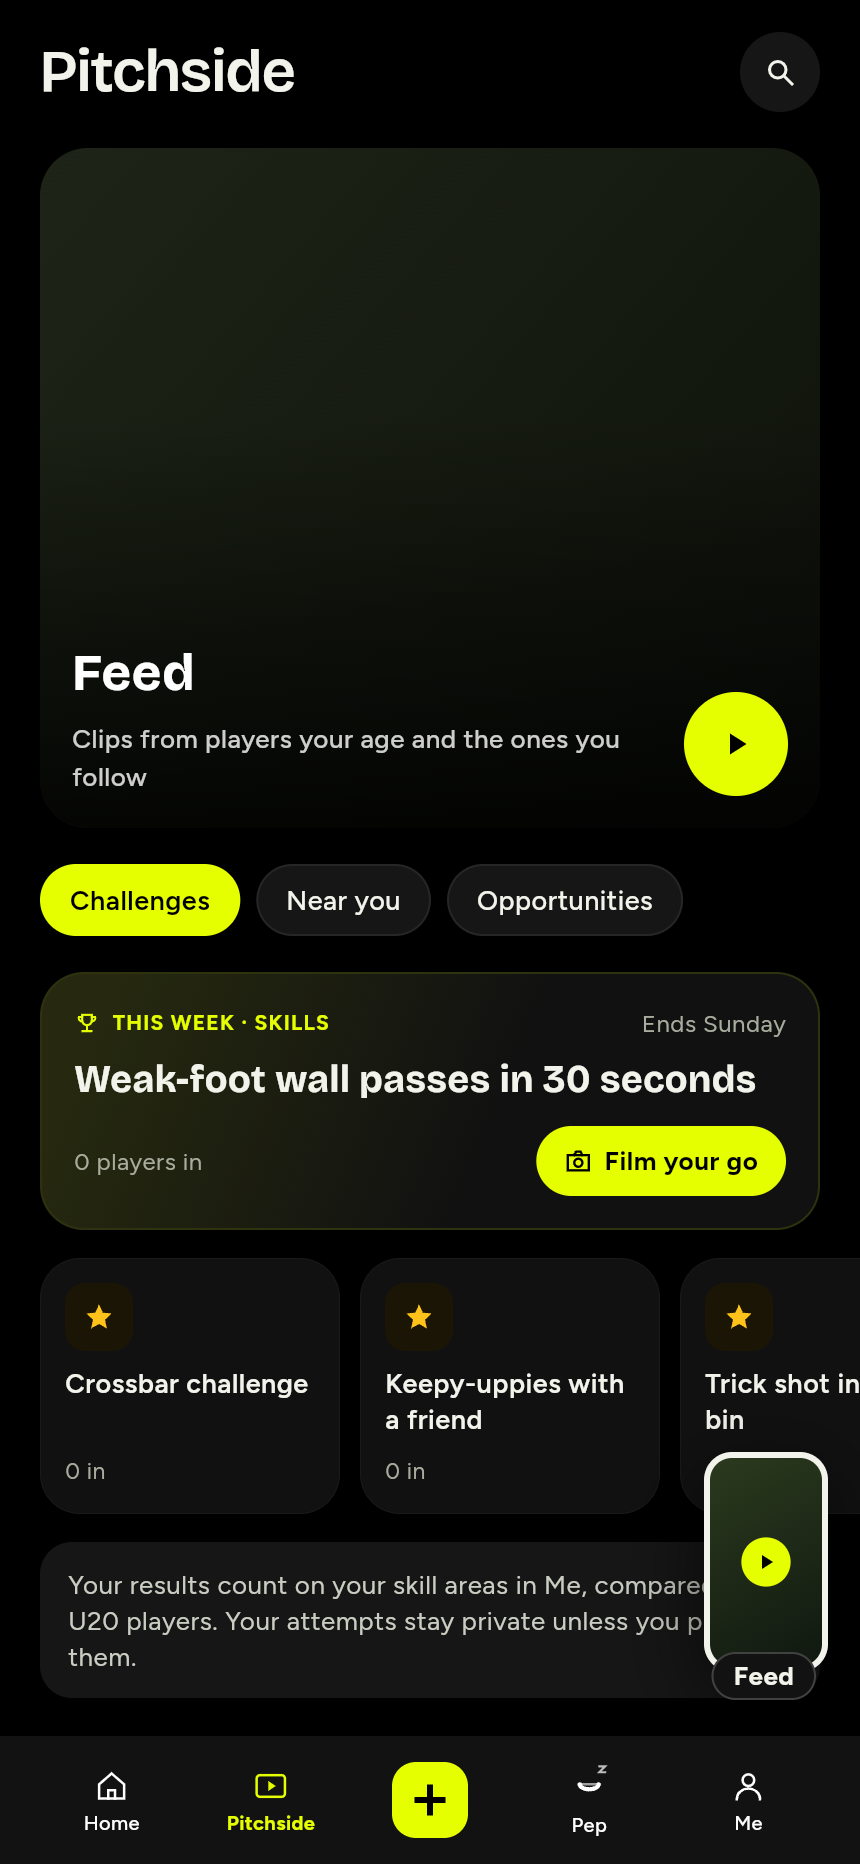 Pitchside
Feed
Clips from players your age and the ones you
follow
Challenges
Near you
Opportunities
THIS WEEK · SKILLS
Ends Sunday
Weak-foot wall passes in 30 seconds
0 players in
Film your go
Crossbar challenge
0 in
Keepy-uppies with
a friend
0 in
Trick shot in
bin
Your results count on your skill areas in Me,
U20 players. Your attempts stay private unless you
them.
Feed
Home
Pitchside
z
Pep
Me